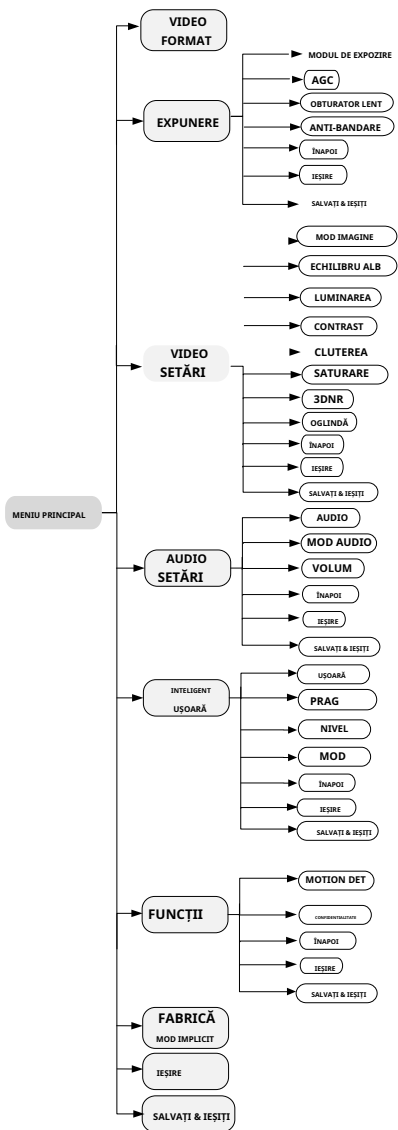 VIDEO
FORMAT
EXPUNERE
MODUL DE EXPOZIRE
AGC
OBTURATOR LENT
ANTI-BANDARE
ÎNAPOI
IEȘIRE
SALVAȚI & IEȘIȚI
VIDEO
SETĂRI
MOD IMAGINE
ECHILIBRU ALB
LUMINAREA
CONTRAST
CLUTEREA
SATURARE
3DNR
OGLINDĂ
ÎNAPOI
IEȘIRE
SALVAȚI & IEȘIȚI
MENIU PRINCIPAL
AUDIO
SETĂRI
AUDIO
MOD AUDIO
VOLUM
ÎNAPOI
IEȘIRE
SALVAȚI & IEȘIȚI
INTELIGENT
UȘOARĂ
UȘOARĂ
PRAG
NIVEL
MOD
ÎNAPOI
IEȘIRE
SALVAȚI & IEȘIȚI
FUNCȚII
MOTION DET
CONFIDENTIALITATE
ÎNAPOI
IEȘIRE
SALVAȚI & IEȘIȚI
FABRICĂ
MOD IMPLICIT
IEȘIRE
SALVAȚI & IEȘIȚI